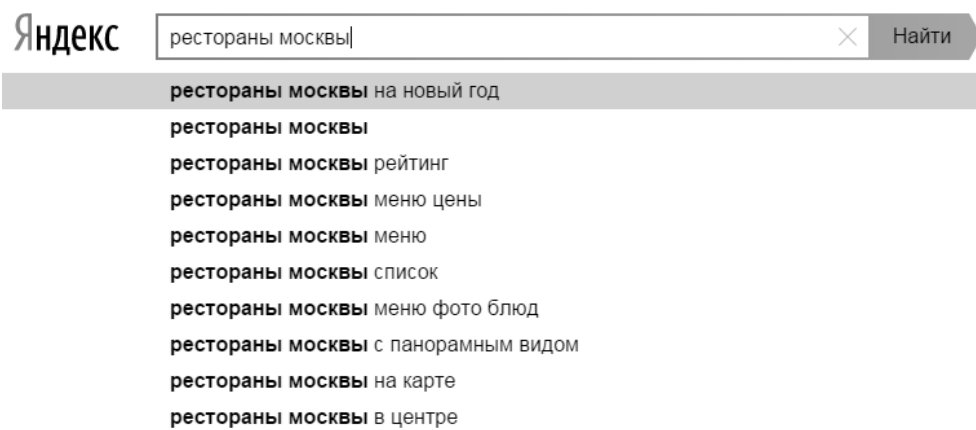 Яндекс рестораны москвы Найти
рестораны москвы на новый год
рестораны москвы
рестораны москвы рейтинг
рестораны москвы меню цены
рестораны москвы меню
рестораны москвы список
рестораны москвы меню фото блюд
рестораны москвы с панорамным видом
рестораны москвы на карте
рестораны москвы в центре